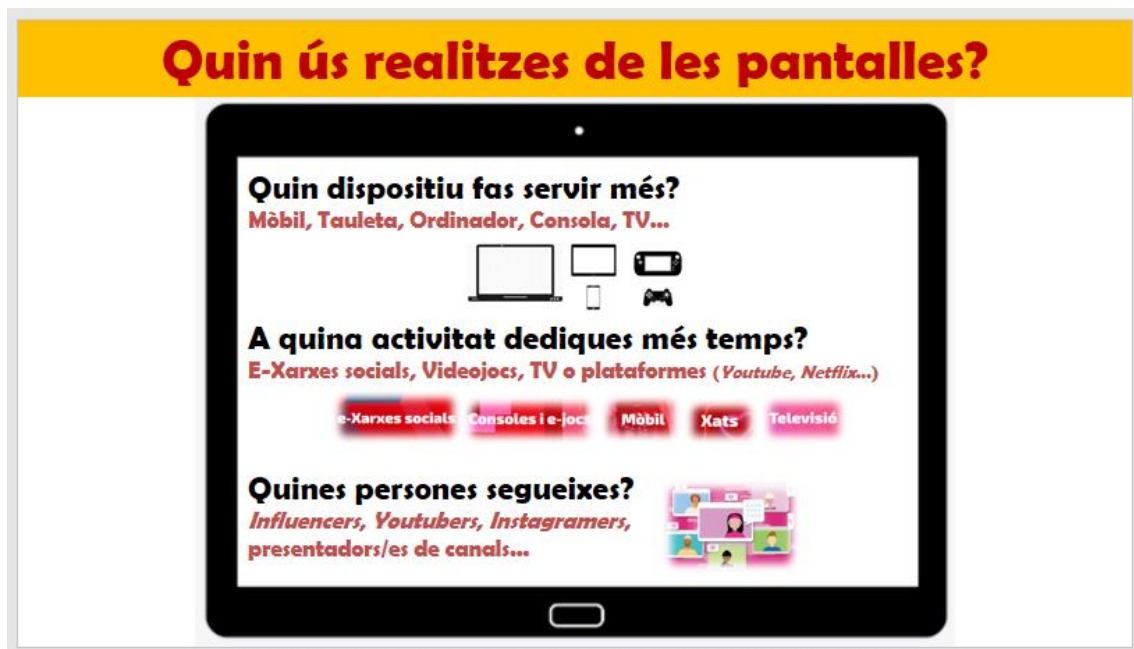 Quin ús realitzes de les pantalles?
Quin dispositiu fas servir més?
Mòbil, Tauleta, Ordinador, Consola, TV...
A quina activitat dediques més temps?
E-Xarxes socials, Videojocs, TV o plataformes (Youtube, Netflix...)
e-Xarxes socials Consoles i e-jocs Mòbil Xats Televisió
Quines persones segueixes?
Influencers, Youtubers, Instagramers,
presentadors/es de canals...